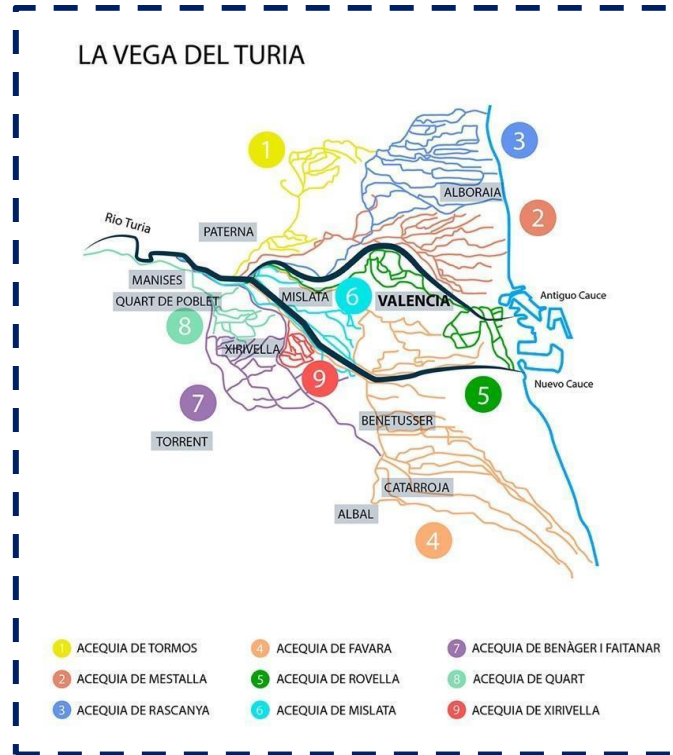 LA VEGA DEL TURIA
1
3
ALBORAIA
2
Río Turia
PATERNA
MANISES
QUART DE POBLET
MISLATA
6
VALENCIA
Antiguo Cauce
8
XIRIVELLA
9
5
Nuevo Cauce
7
BENETUSSER
TORRENT
CATARROJA
ALBAL
4
1 ACEQUIA DE TORMOS
4 ACEQUIA DE FAVARA
7 ACEQUIA DE BENÀGER I FAITANAR
2 ACEQUIA DE MESTALLA
5 ACEQUIA DE ROVELLA
8 ACEQUIA DE QUART
3 ACEQUIA DE RASCANYA
6 ACEQUIA DE MISLATA
9 ACEQUIA DE XIRIVELLA